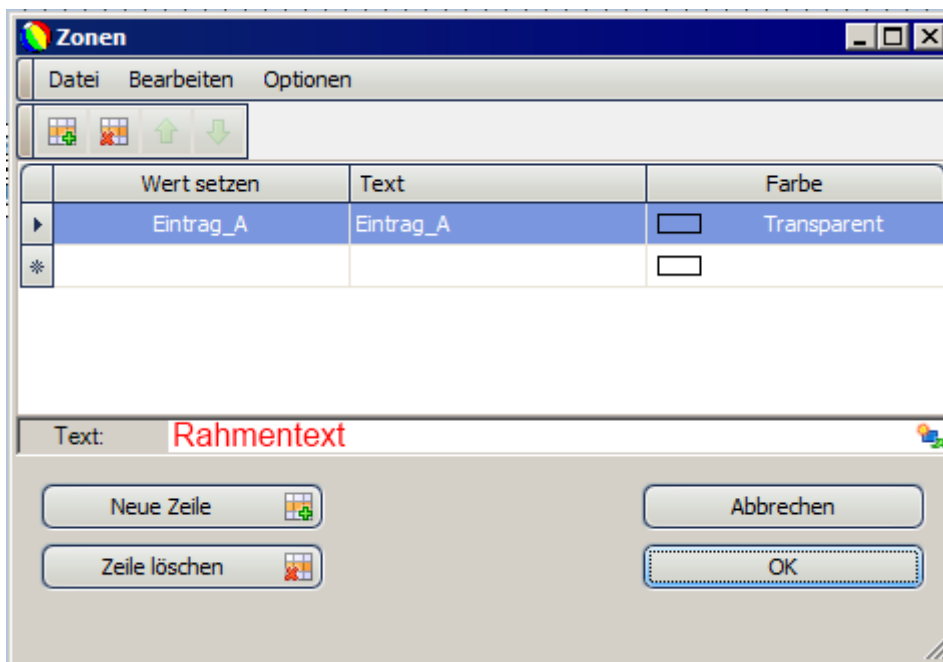 Zonen
Datei Bearbeiten Optionen
Wert setzen Text Farbe
Eintrag_A Eintrag_A Transparent
Text: Rahmentext
Neue Zeile Abbrechen
Zeile löschen OK